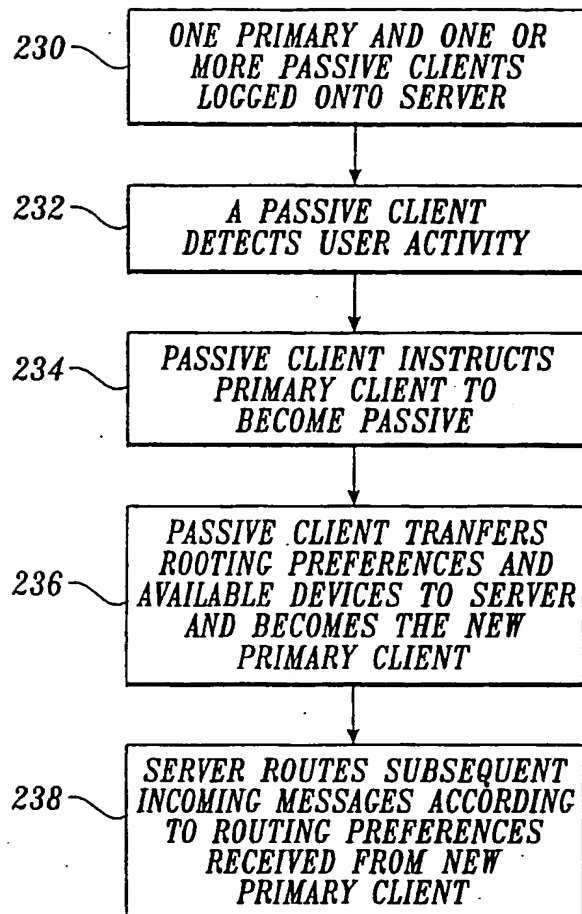 230
ONE PRIMARY AND ONE OR
MORE PASSIVE CLIENTS
LOGGED ONTO SERVER
232
A PASSIVE CLIENT
DETECTS USER ACTIVITY
234
PASSIVE CLIENT INSTRUCTS
PRIMARY CLIENT TO
BECOME PASSIVE
236
PASSIVE CLIENT TRANFERS
ROOTING PREFERENCES AND
AVAILABLE DEVICES TO SERVER
AND BECOMES THE NEW
PRIMARY CLIENT
238
SERVER ROUTES SUBSEQUENT
INCOMING MESSAGES ACCORDING
TO ROUTING PREFERENCES
RECEIVED FROM NEW
PRIMARY CLIENT